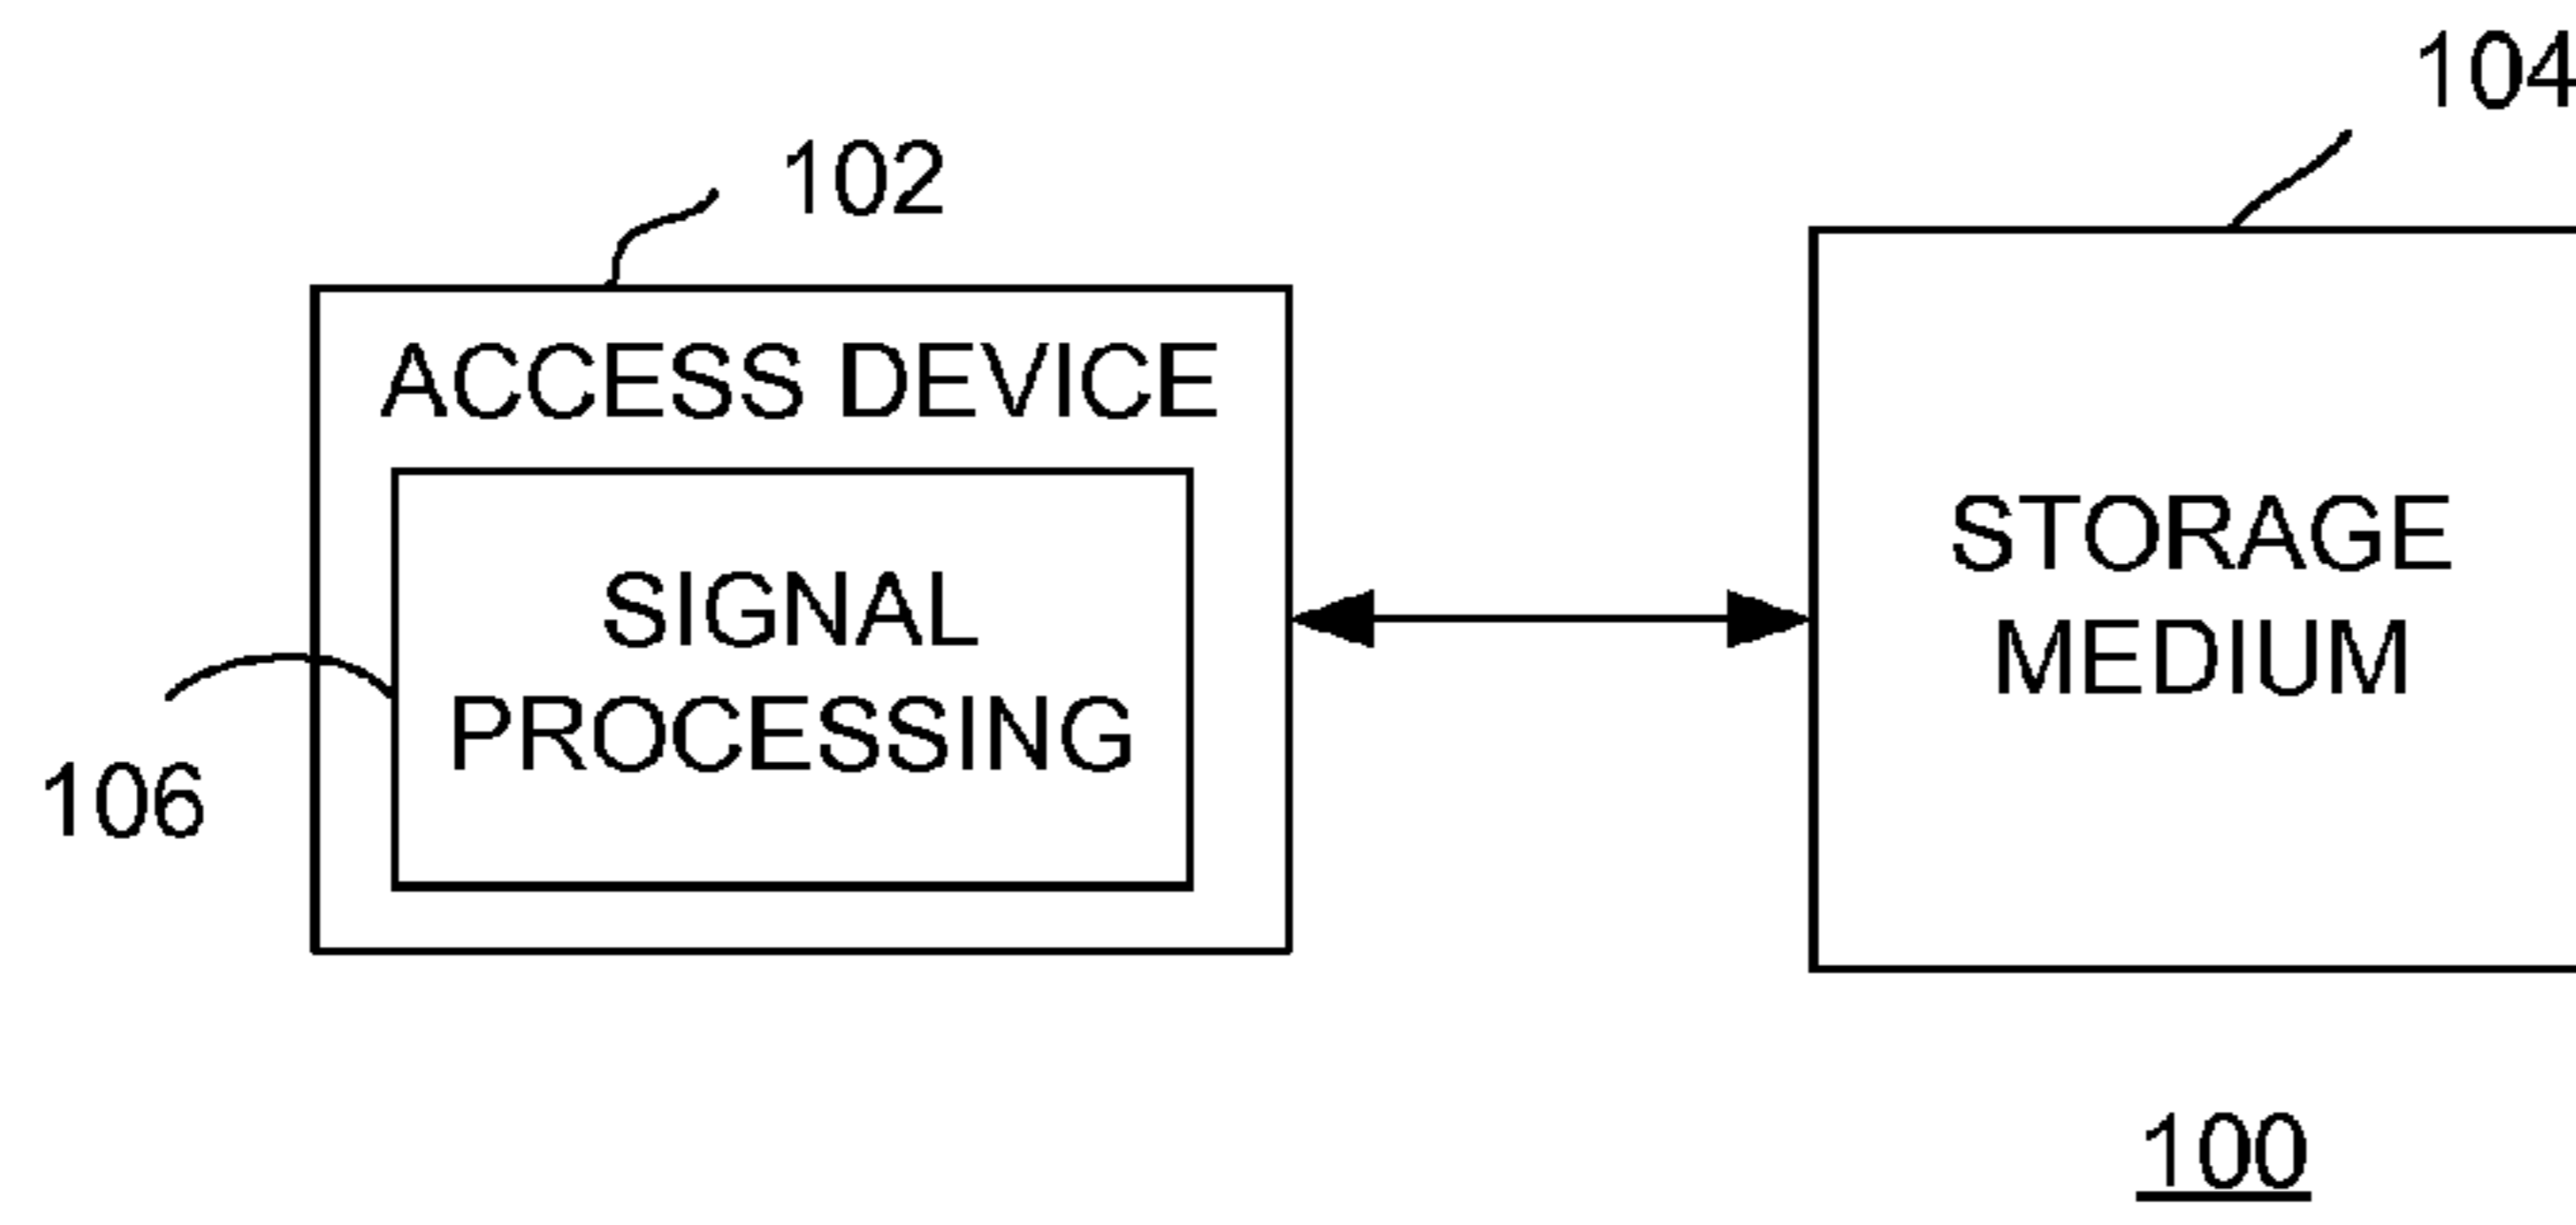 104
102
ACCESS DEVICE
SIGNAL
PROCESSING
STORAGE
MEDIUM
106
100